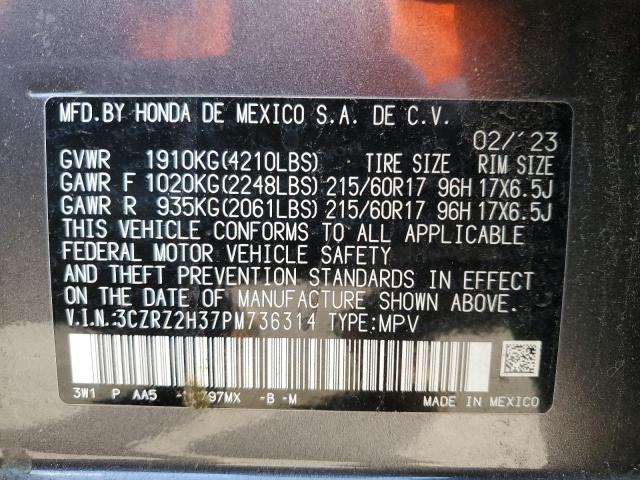 MFD.BY HONDA DE MEXICO S.A. DE C.V.
02/'23
GVWR 1910KG(4210LBS) TIRE SIZE RIM SIZE
GAWR F 1020KG(2248LBS) 215/60R17 96H 17X6.5J
GAWR R 935KG(2061LBS) 215/60R17 96H 17X6.5J
THIS VEHICLE CONFORMS TO ALL APPLICABLE
FEDERAL MOTOR VEHICLE SAFETY
AND THEFT PREVENTION STANDARDS IN EFFECT
ON THE DATE OF MANUFACTURE SHOWN ABOVE.
V.I.N.:3CZRZ2H37PM736314 TYPE:MPV
3W1 P AA5 -B -M
MADE IN MEXICO